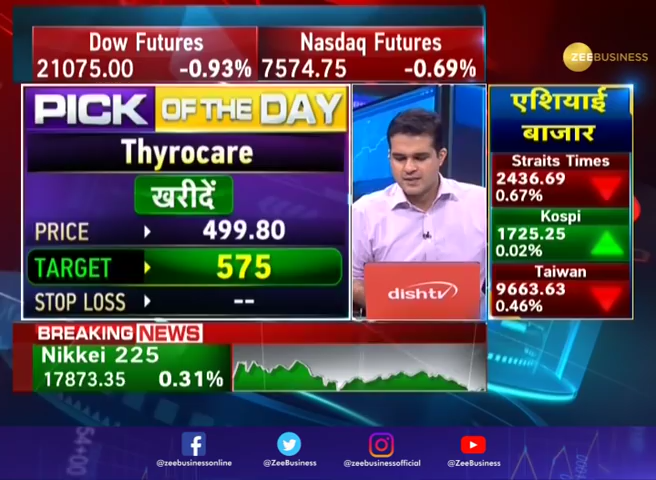 Dow Futures
21075.00 -0.93%
Nasdaq Futures
7574.75 -0.69%
ZEEBUSINESS
PICK OF THE DAY
Thyrocare
खरीदें
PRICE 499.80
TARGET 575
STOP LOSS --
dishtv
एशियाई
बाजार
Straits Times
2436.69
0.67%
Kospi
1725.25
0.02%
Taiwan
9663.63
0.46%
BREAKING NEWS
Nikkei 225
17873.35 0.31%
@zeebusinessonline
@ZeeBusiness
@zeebusinessofficial
@ZeeBusiness